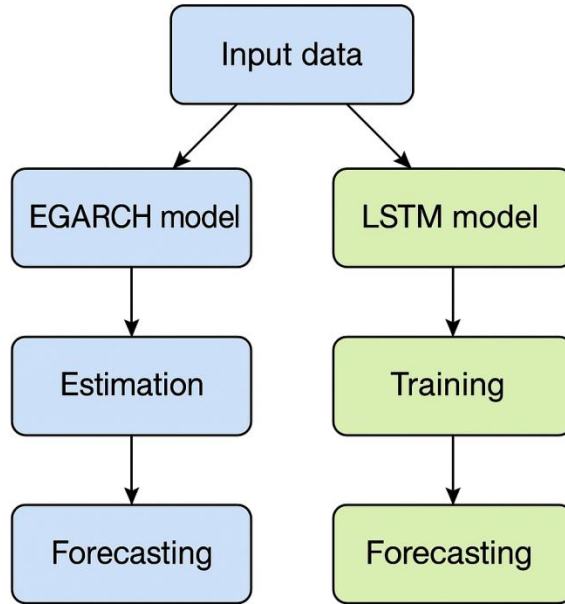 Input data
EGARCH model
LSTM model
Estimation
Training
Forecasting
Forecasting